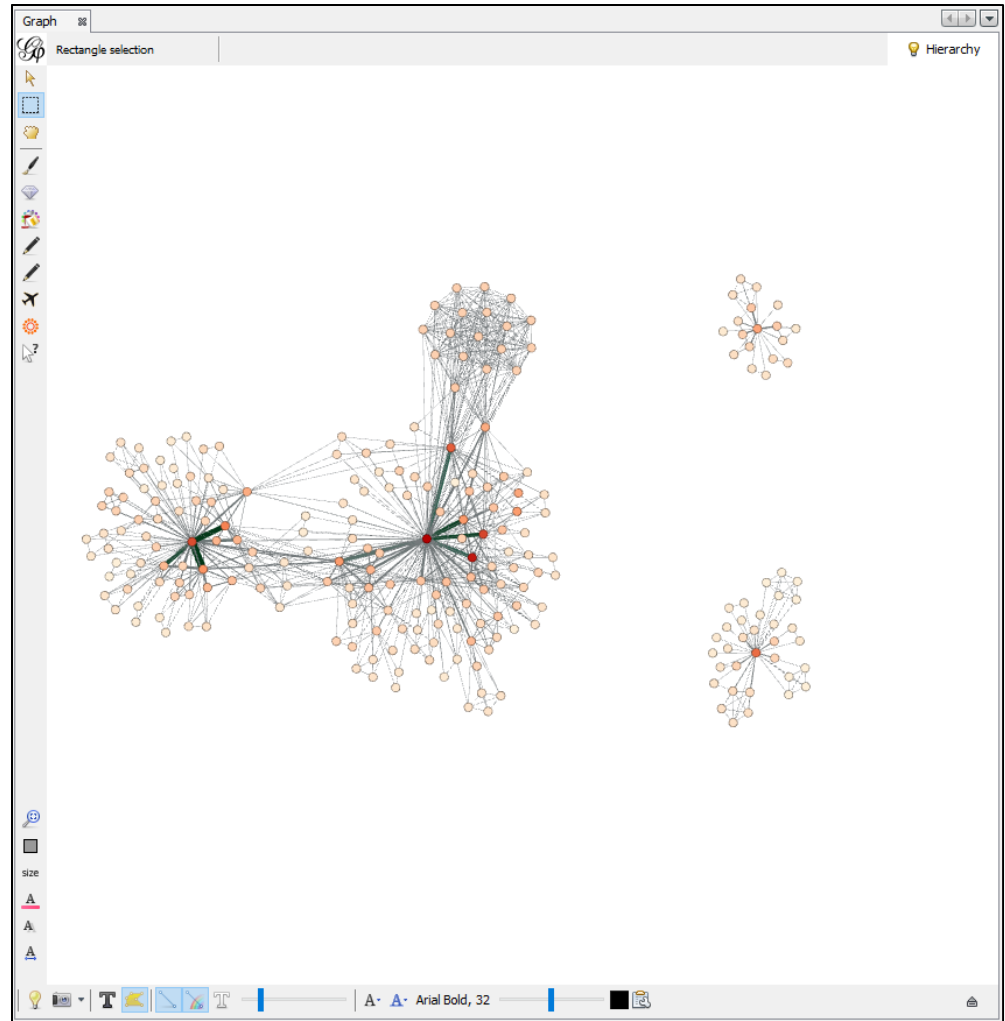 Graph
Rectangle selection
Hierarchy
size
A
A
A
T
T
A
A
Arial Bold, 32